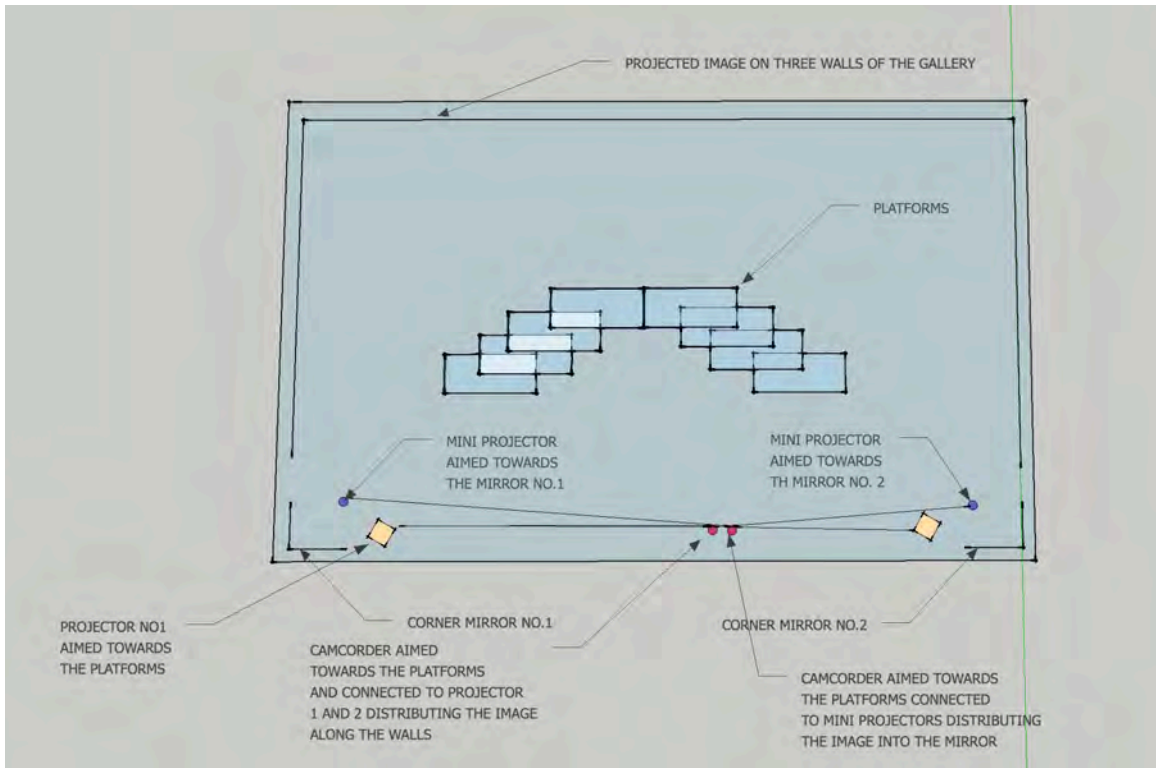 PROJECTED IMAGE ON THREE WALLS OF THE GALLERY
PLATFORMS
MINI PROJECTOR
AIMED TOWARDS
THE MIRROR NO.1
MINI PROJECTOR
AIMED TOWARDS
TH MIRROR NO. 2
PROJECTOR NO1
AIMED TOWARDS
THE PLATFORMS
CORNER MIRROR NO.1
CAMCORDER AIMED
TOWARDS THE PLATFORMS
AND CONNECTED TO PROJECTOR
1 AND 2 DISTRIBUTING THE IMAGE
ALONG THE WALLS
CORNER MIRROR NO.2
CAMCORDER AIMED TOWARDS
THE PLATFORMS CONNECTED
TO MINI PROJECTORS DISTRIBUTING
THE IMAGE INTO THE MIRROR